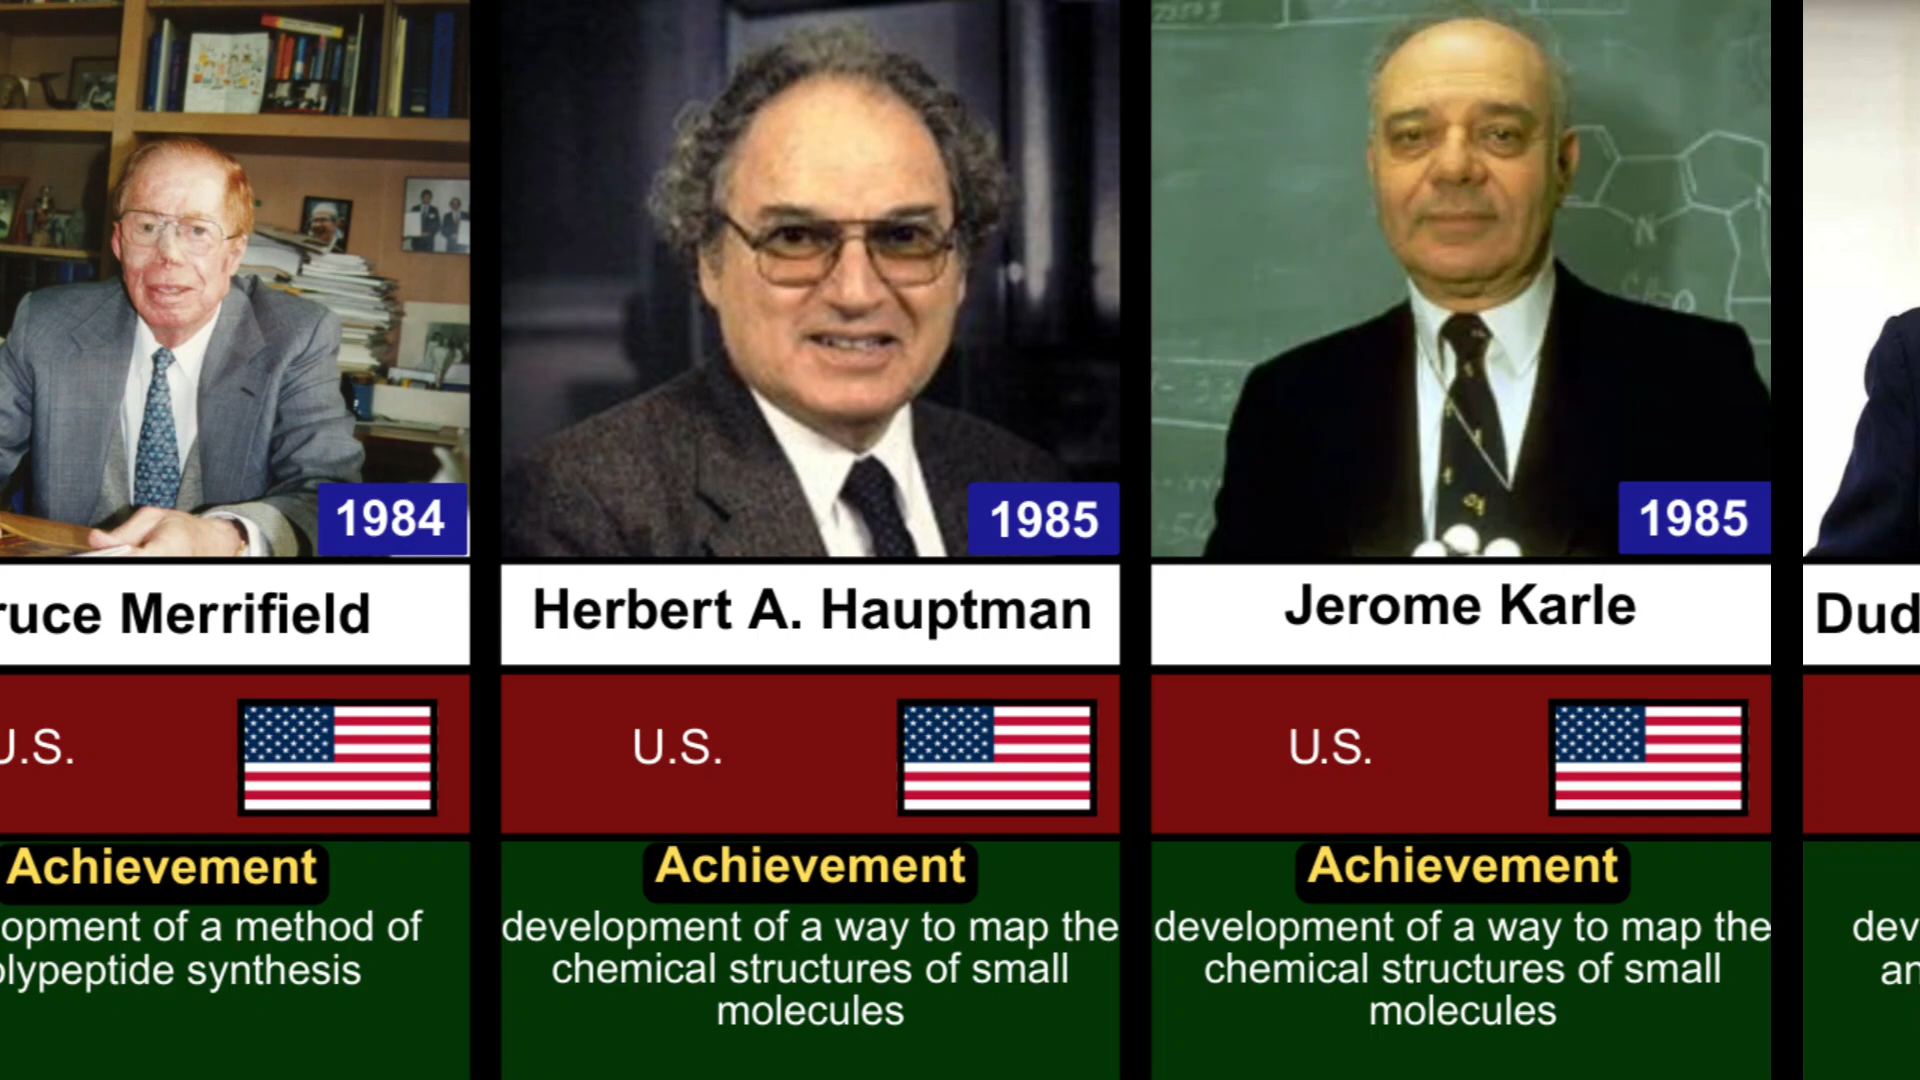 1984
ruce Merrifield
U.S.
Achievement
opment of a method of
olypeptide synthesis
1985
Herbert A. Hauptman
U.S.
Achievement
development of a way to map the
chemical structures of small
molecules
N
1985
Jerome Karle
U.S.
Achievement
development of a way to map the
chemical structures of small
molecules
Dud
dev
an